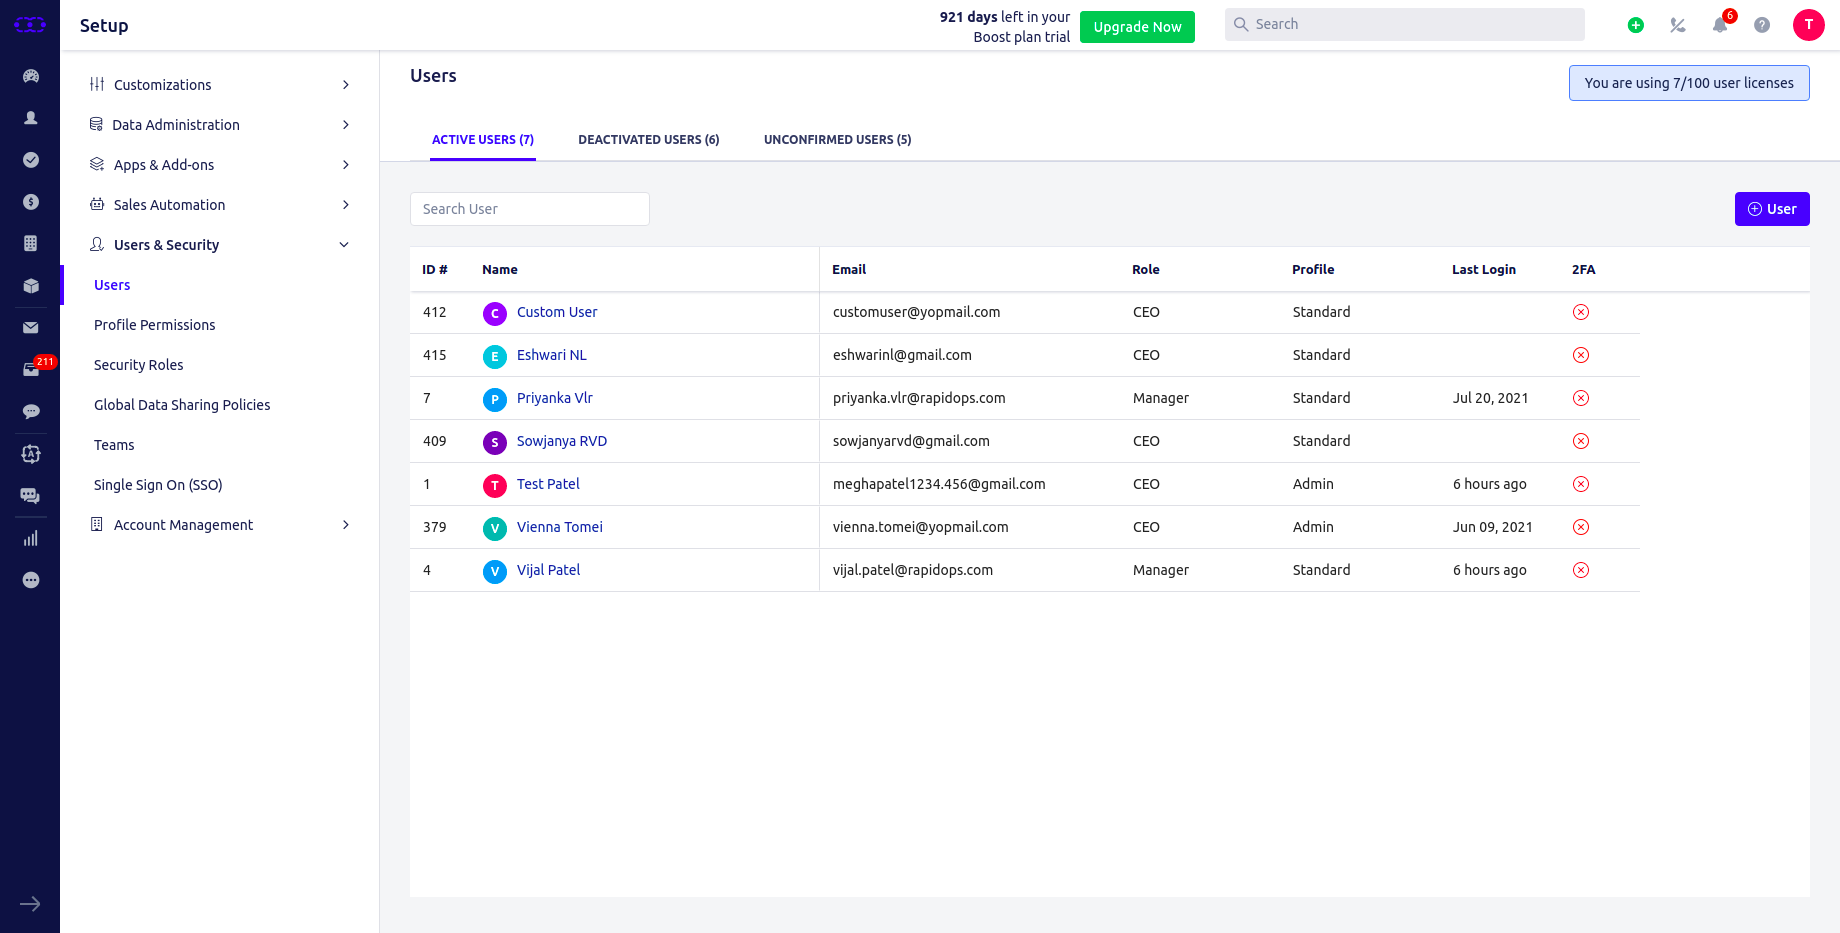 Setup
921 days left in your
Boost plan trial
Upgrade Now
Search
6
T
211
Customizations
Data Administration
Apps & Add-ons
Sales Automation
Users & Security
Users
Profile Permissions
Security Roles
Global Data Sharing Policies
Teams
Single Sign On (SSO)
Account Management
Users
You are using 7/100 user licenses
ACTIVE USERS (7) DEACTIVATED USERS (6) UNCONFIRMED USERS (5)
Search User
User
ID # Name Email Role Profile Last Login 2FA
412 C Custom User customuser@yopmail.com CEO Standard
415 E Eshwari NL eshwarinl@gmail.com CEO Standard
7 P Priyanka Vlr priyanka.vlr@rapidops.com Manager Standard Jul 20, 2021
409 S Sowjanya RVD sowjanyarvd@gmail.com CEO Standard
1 T Test Patel meghapatel1234.456@gmail.com CEO Admin 6 hours ago
379 V Vienna Tomei vienna.tomei@yopmail.com CEO Admin Jun 09, 2021
4 V Vijal Patel vijal.patel@rapidops.com Manager Standard 6 hours ago